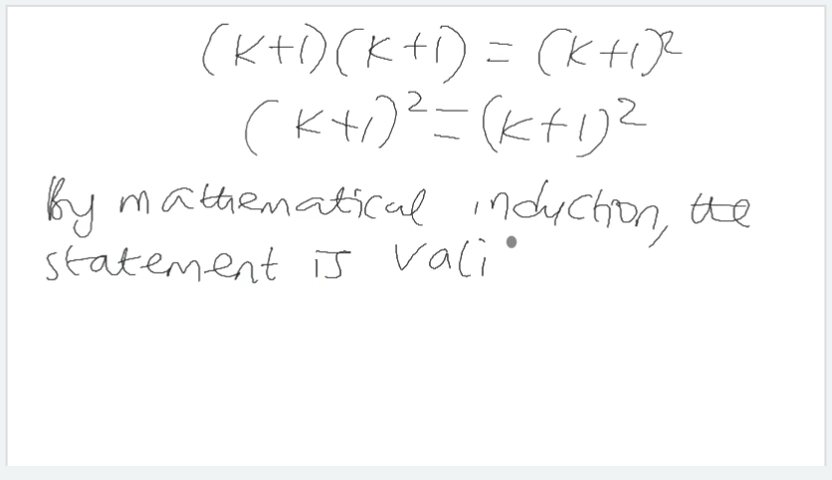 (k+1)(k+1) = (k+1)²
(k+1)² = (k+1)²
By mathematical induction, the
statement is vali